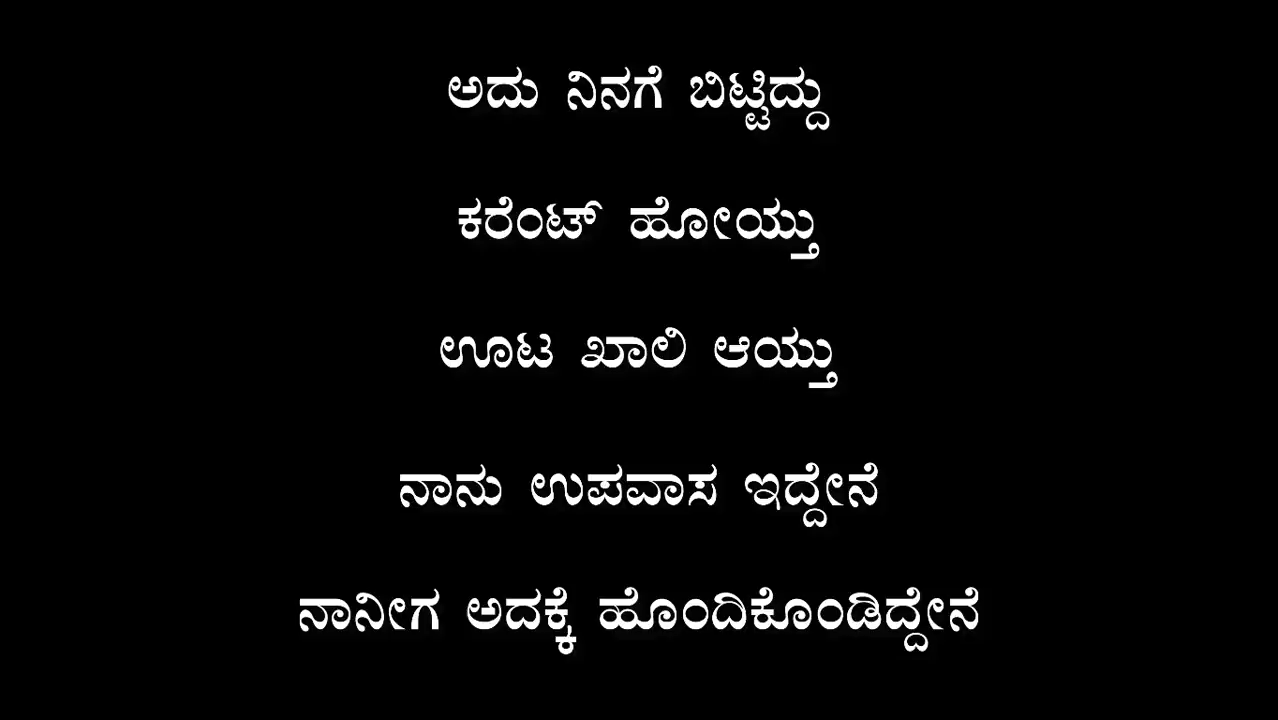 ಅದು ನಿನಗೆ ಬಿಟ್ಟಿದ್ದು
ಕರೆಂಟ್ ಹೋಯ್ತು
ಊಟ ಖಾಲಿ ಆಯ್ತು
ನಾನು ಉಪವಾಸ ಇದ್ದೇನೆ
ನಾನೀಗ ಅದಕ್ಕೆ ಹೊಂದಿಕೊಂಡಿದ್ದೇನೆ